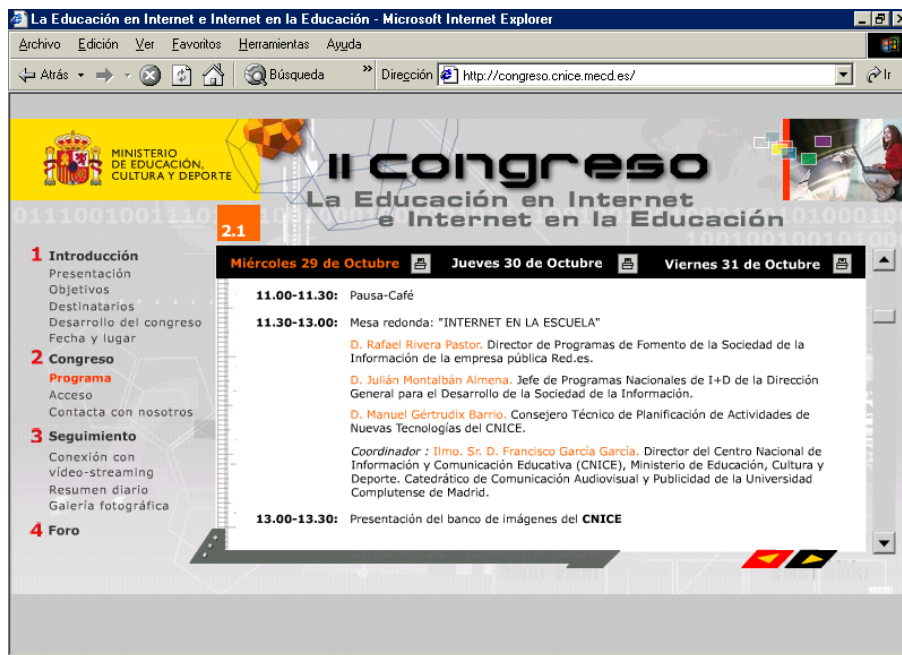 La Educación en Internet e Internet en la Educación - Microsoft Internet Explorer
Archivo Edición Ver Favoritos Herramientas Ayuda
Atrás Búsqueda » Dirección http://congreso.cnice.mecd.es/ Ir
MINISTERIO
DE EDUCACIÓN,
CULTURA Y DEPORTE
II congreso
La Educación en Internet
e Internet en la Educación
2.1
1 Introducción
Presentación
Objetivos
Destinatarios
Desarrollo del congreso
Fecha y lugar
2 Congreso
Programa
Acceso
Contacta con nosotros
3 Seguimiento
Conexión con
vídeo-streaming
Resumen diario
Galería fotográfica
4 Foro
Miércoles 29 de Octubre Jueves 30 de Octubre Viernes 31 de Octubre
11.00-11.30: Pausa-Café
11.30-13.00: Mesa redonda: "INTERNET EN LA ESCUELA"
D. Rafael Rivera Pastor. Director de Programas de Fomento de la Sociedad de la
Información de la empresa pública Red.es.
D. Julián Montalbán Almena. Jefe de Programas Nacionales de I+D de la Dirección
General para el Desarrollo de la Sociedad de la Información.
D. Manuel Gértrudix Barrio. Consejero Técnico de Planificación de Actividades de
Nuevas Tecnologías del CNICE.
Coordinador : Ilmo. Sr. D. Francisco García García. Director del Centro Nacional de
Información y Comunicación Educativa (CNICE), Ministerio de Educación, Cultura y
Deporte. Catedrático de Comunicación Audiovisual y Publicidad de la Universidad
Complutense de Madrid.
13.00-13.30: Presentación del banco de imágenes del CNICE